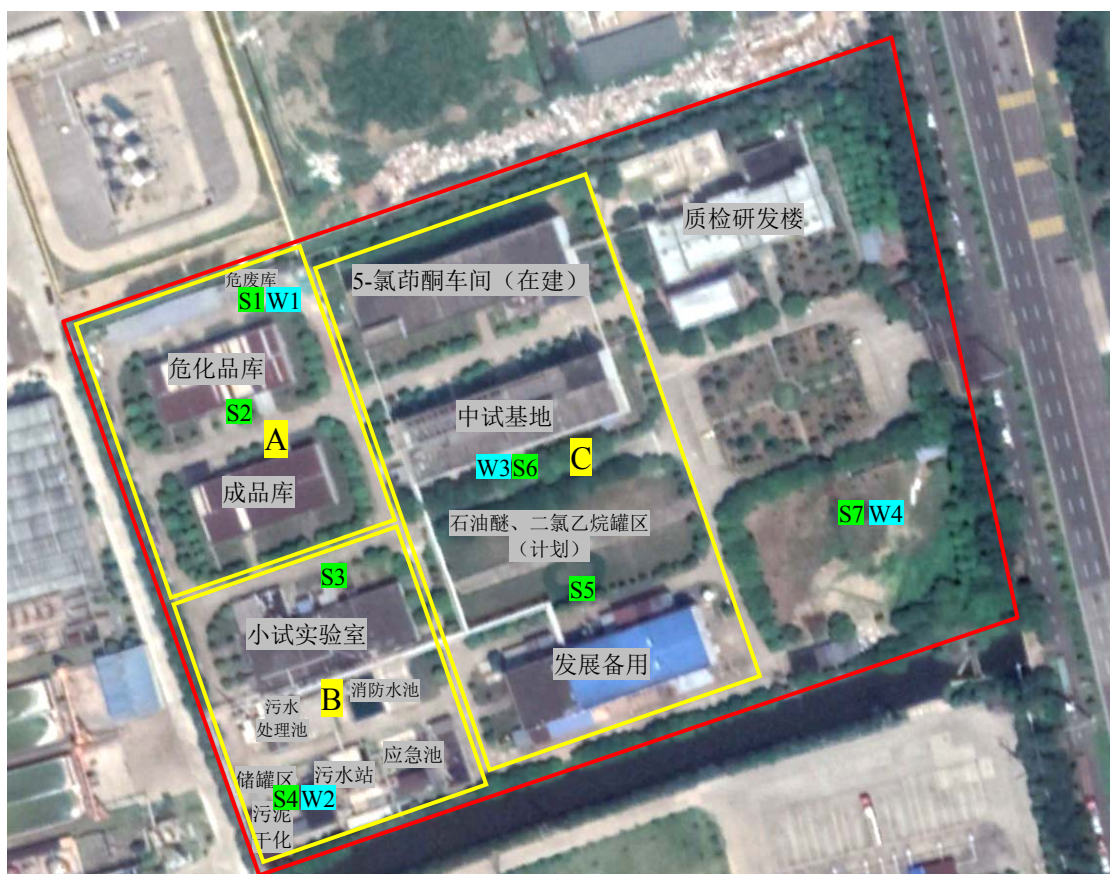 质检研发楼
危废库
S1 W1
5-氯茚酮车间（在建）
危化品库
S2
A
中试基地
W3 S6
C
成品库
石油醚、二氯乙烷罐区
（计划）
S7 W4
S3
S5
小试实验室
发展备用
B
消防水池
污水
处理池
应急池
储罐区
污水站
S4 W2
污泥
干化